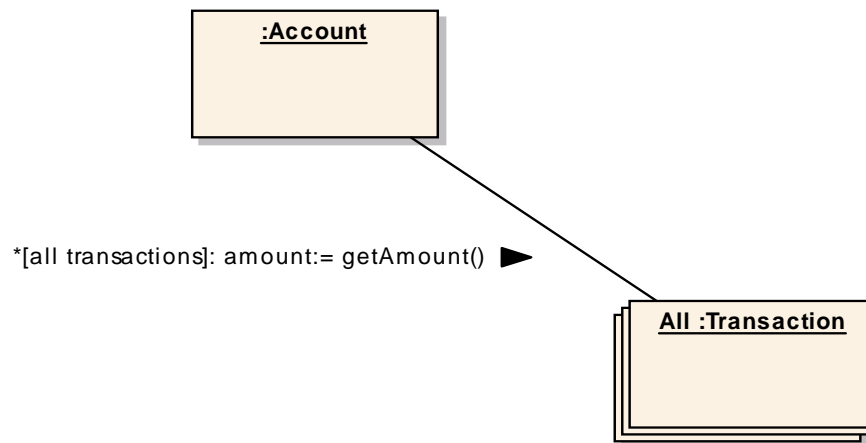 :Account
*[all transactions]: amount:= getAmount()
All :Transaction